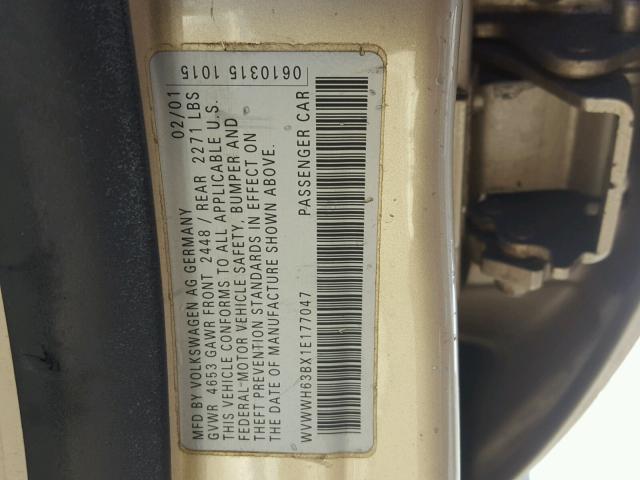 0610315 1015
MFD BY VOLKSWAGEN AG GERMANY 02/01
GVWR 4653 GAWR FRONT 2448 / REAR 2271 LBS
THIS VEHICLE CONFORMS TO ALL APPLICABLE U.S.
FEDERAL-MOTOR VEHICLE SAFETY, BUMPER AND
THEFT PREVENTION STANDARDS IN EFFECT ON
THE DATE OF MANUFACTURE SHOWN ABOVE.
WVWWH63BX1E177047 PASSENGER CAR